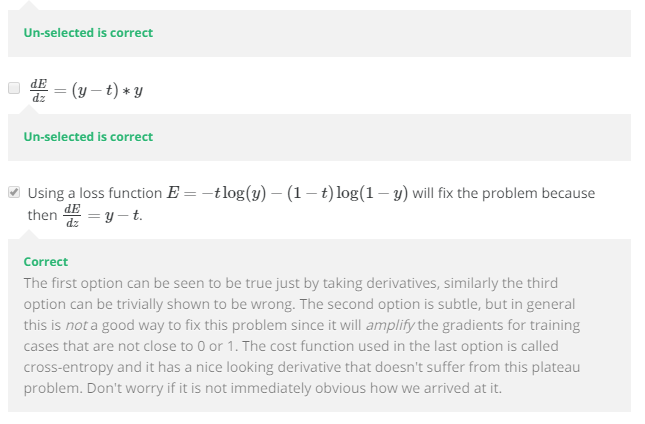 Un-selected is correct
dE/dz = (y − t) ∗ y
Un-selected is correct
Using a loss function E = −t log(y) − (1 − t) log(1 − y) will fix the problem because
then dE/dz = y − t.
Correct
The first option can be seen to be true just by taking derivatives, similarly the third
option can be trivially shown to be wrong. The second option is subtle, but in general
this is not a good way to fix this problem since it will amplify the gradients for training
cases that are not close to 0 or 1. The cost function used in the last option is called
cross-entropy and it has a nice looking derivative that doesn't suffer from this plateau
problem. Don't worry if it is not immediately obvious how we arrived at it.